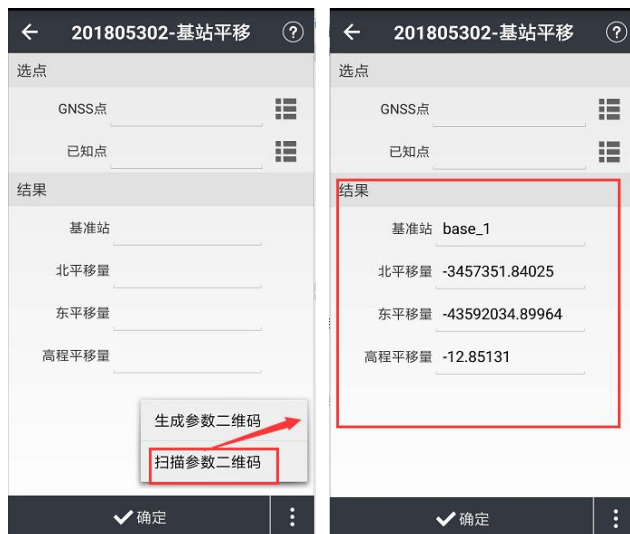 201805302-基站平移
选点
GNSS点
已知点
结果
基准站
北平移量
东平移量
高程平移量
生成参数二维码
扫描参数二维码
确定
201805302-基站平移
选点
GNSS点
已知点
结果
基准站 base_1
北平移量 -3457351.84025
东平移量 -43592034.89964
高程平移量 -12.85131
确定